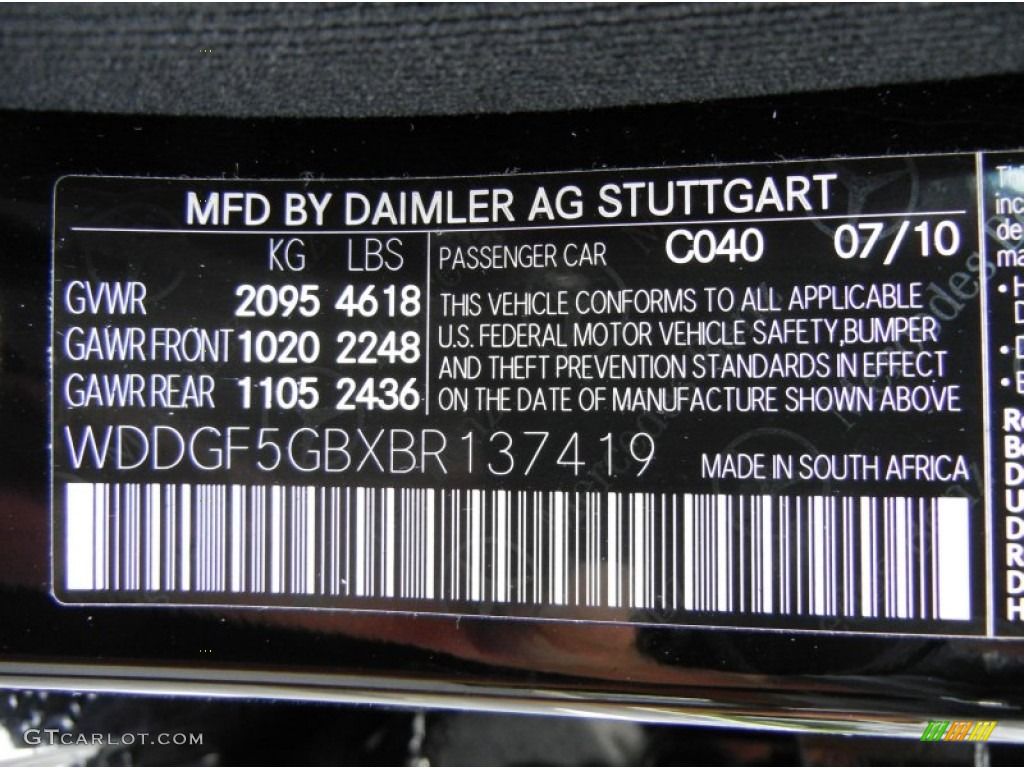 MFD BY DAIMLER AG STUTTGART
KG LBS
GVWR 2095 4618
GAWR FRONT 1020 2248
GAWR REAR 1105 2436
PASSENGER CAR C040 07/10
THIS VEHICLE CONFORMS TO ALL APPLICABLE
U.S. FEDERAL MOTOR VEHICLE SAFETY, BUMPER
AND THEFT PREVENTION STANDARDS IN EFFECT
ON THE DATE OF MANUFACTURE SHOWN ABOVE
WDDGF5GBXBR137419 MADE IN SOUTH AFRICA
GTCARLOT.COM